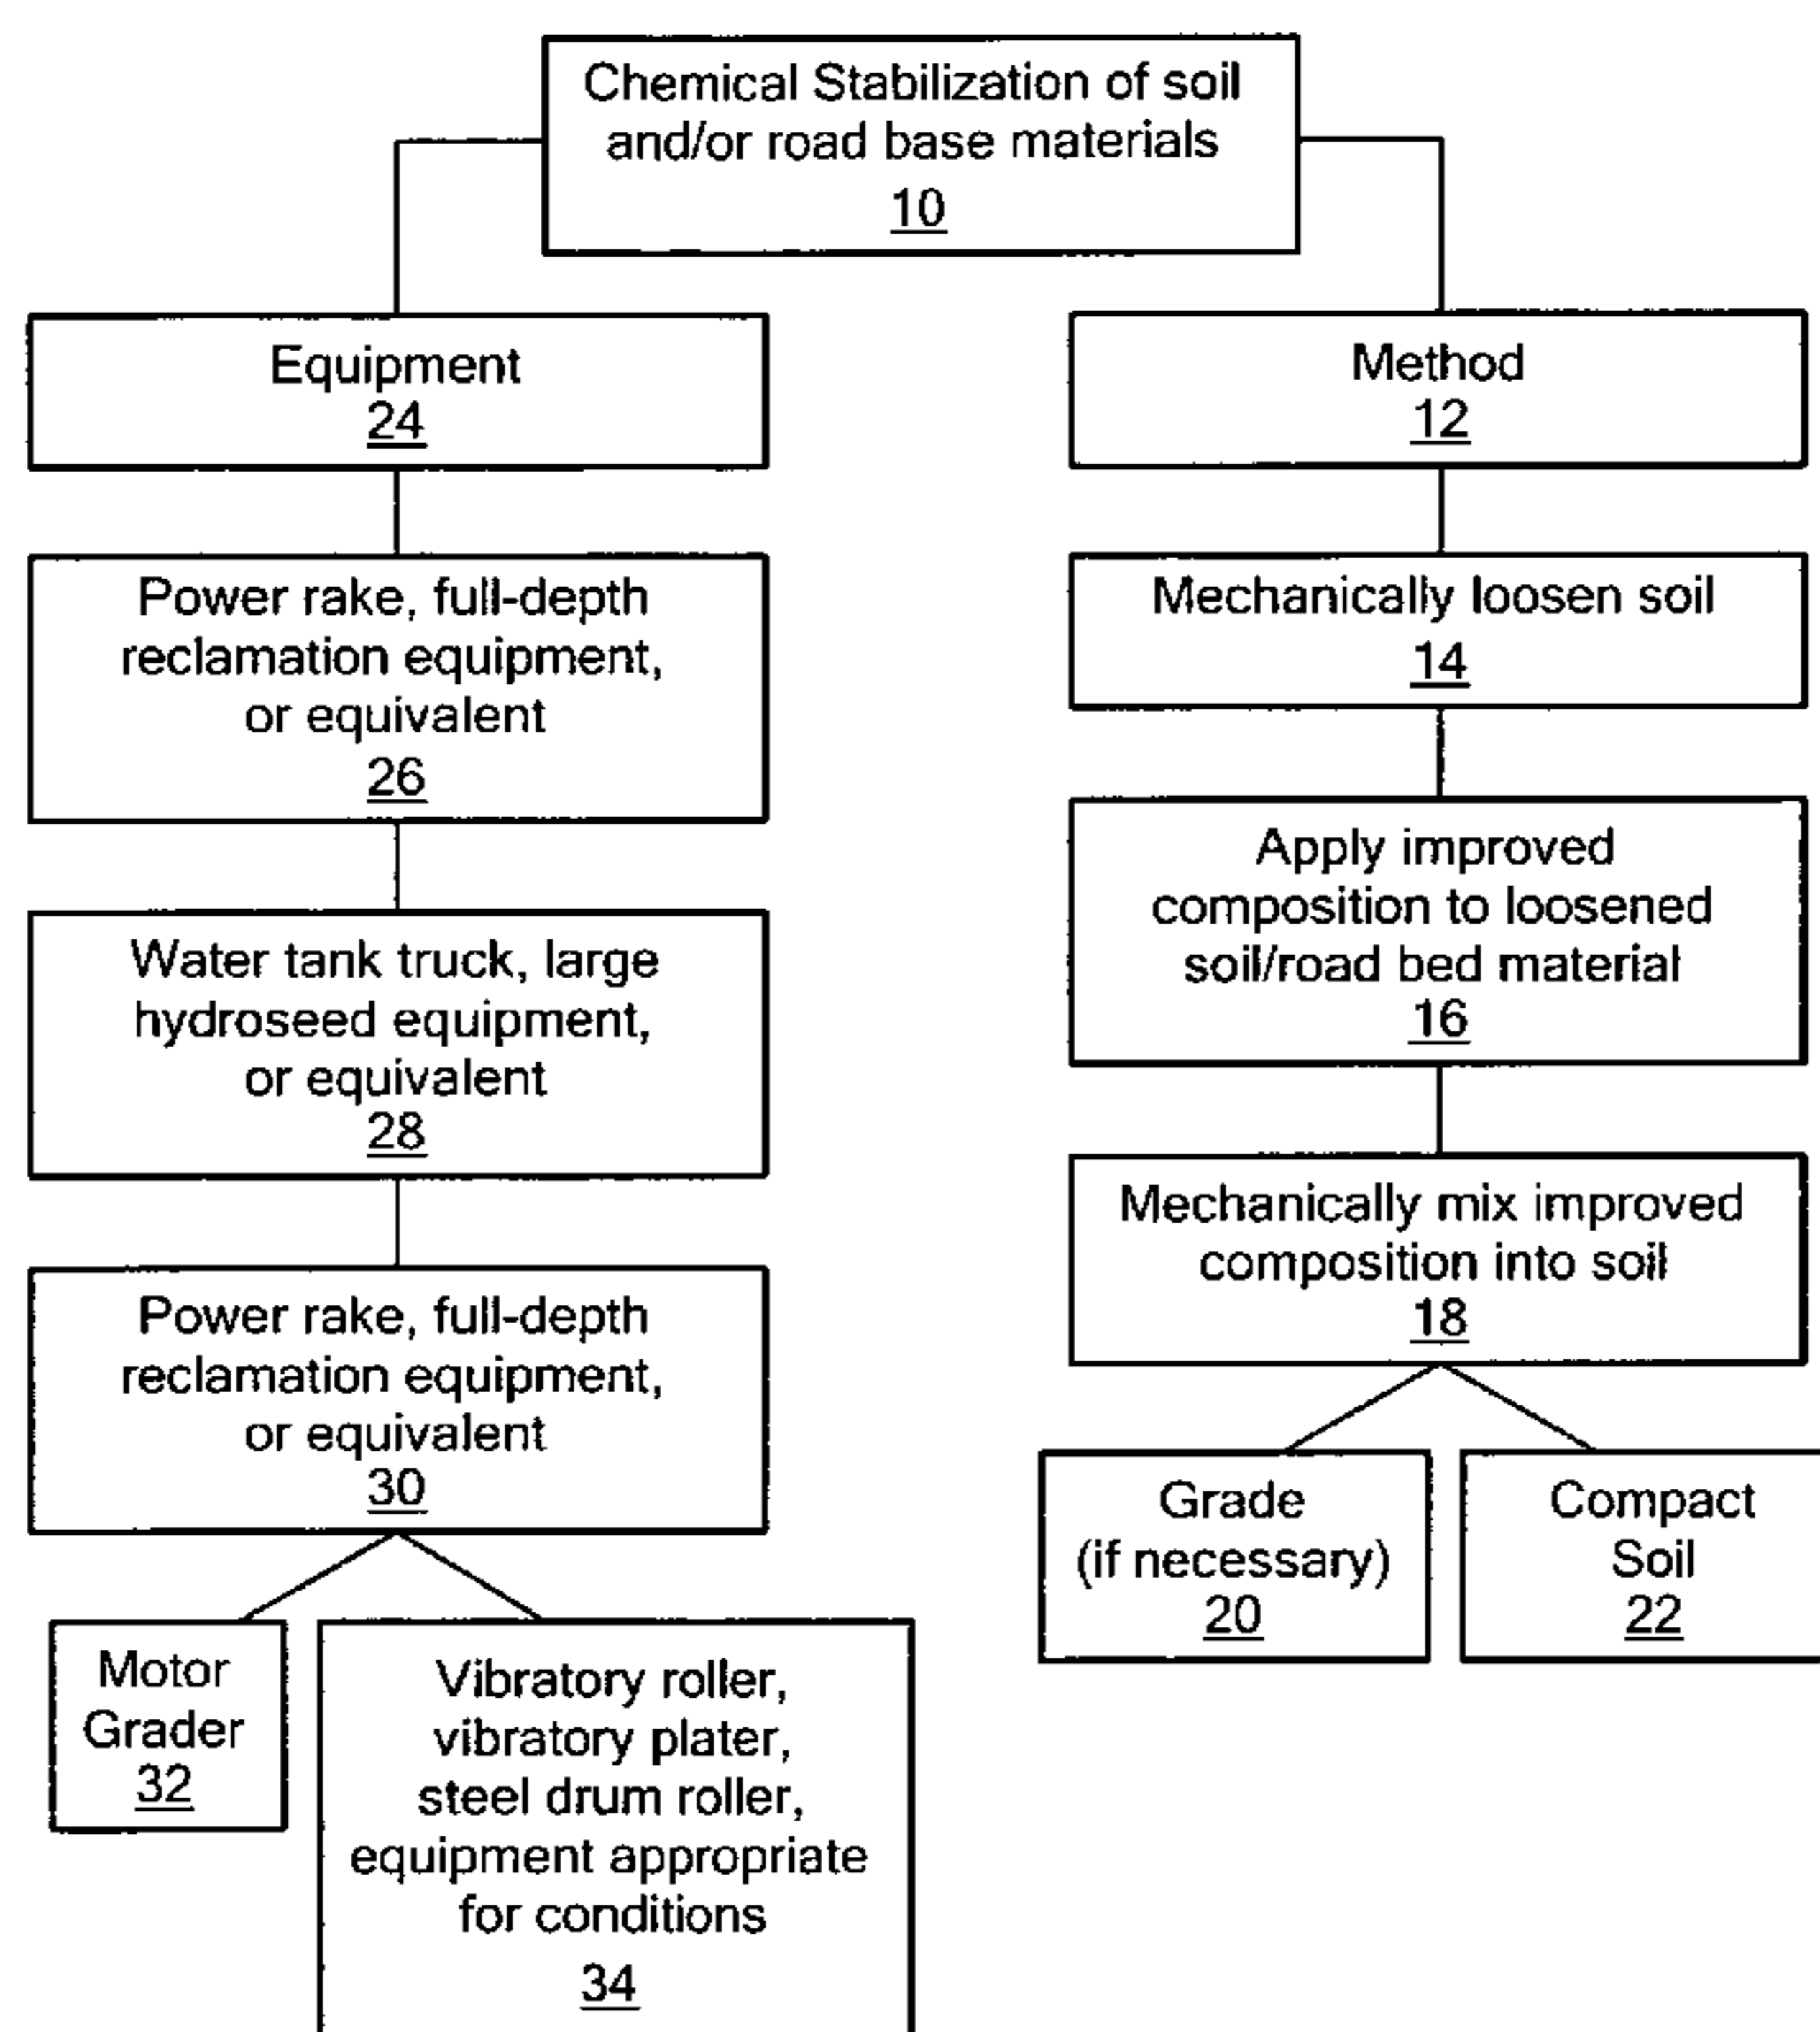 Chemical Stabilization of soil
and/or road base materials
10
Equipment
24
Power rake, full-depth
reclamation equipment,
or equivalent
26
Water tank truck, large
hydroseed equipment,
or equivalent
28
Power rake, full-depth
reclamation equipment,
or equivalent
30
Motor
Grader
32
Vibratory roller,
vibratory plater,
steel drum roller,
equipment appropriate
for conditions
34
Method
12
Mechanically loosen soil
14
Apply improved
composition to loosened
soil/road bed material
16
Mechanically mix improved
composition into soil
18
Grade
(if necessary)
20
Compact
Soil
22